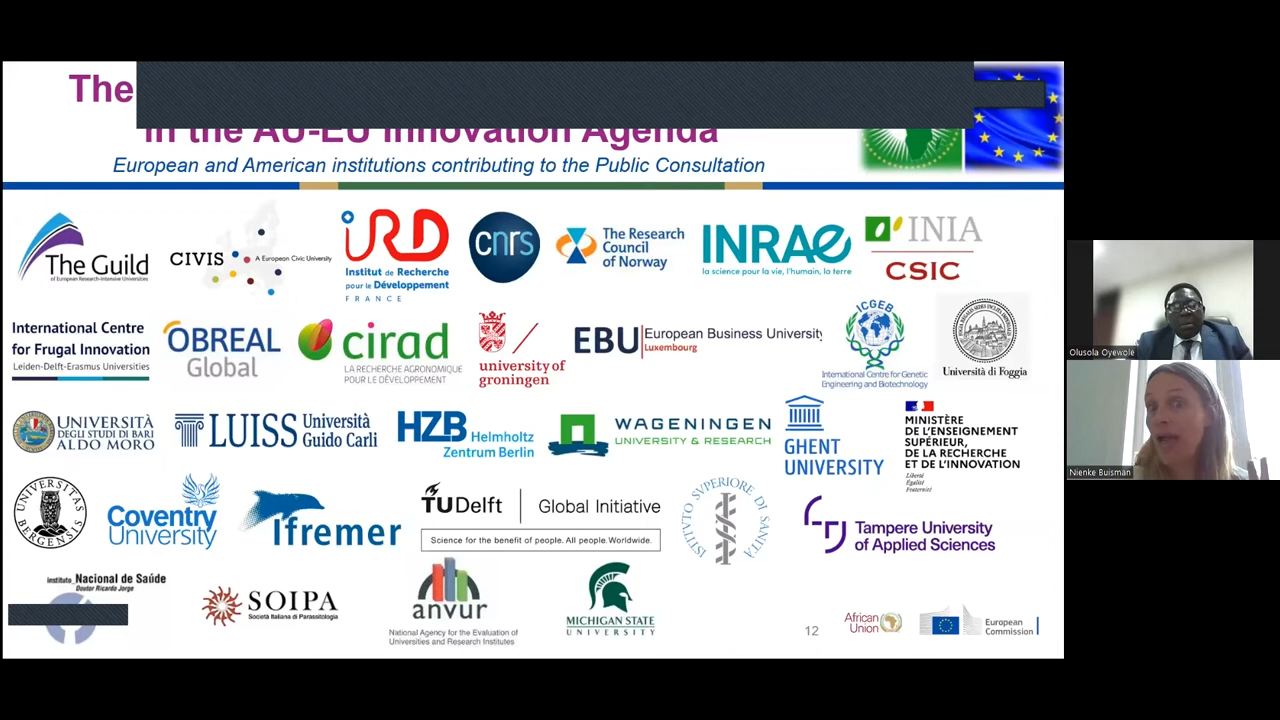 The
in the AU-EU Innovation Agenda
European and American institutions contributing to the Public Consultation
The Guild
of European Research-Intensive Universities
CIVIS
A European Civic University
iRD
Institut de Recherche
pour le Développement
FRANCE
cnrs
The Research
Council
of Norway
INRAE
la science pour la vie, l'humain, la terre
INIA
CSIC
International Centre
for Frugal Innovation
Leiden-Delft-Erasmus Universities
OBREAL
Global
cirad
LA RECHERCHE AGRONOMIQUE
POUR LE DÉVELOPPEMENT
university of
groningen
EBU
European Business University
Luxembourg
ICGEB
International Centre for Genetic
Engineering and Biotechnology
Università di Foggia
UNIVERSITÀ
DEGLI STUDI DI BARI
ALDO MORO
LUISS
Università
Guido Carli
HZB
Helmholtz
Zentrum Berlin
WAGENINGEN
UNIVERSITY & RESEARCH
GHENT
UNIVERSITY
MINISTÈRE
DE L'ENSEIGNEMENT
SUPÉRIEUR,
DE LA RECHERCHE
ET DE L'INNOVATION
Liberté
Égalité
Fraternité
UNIVERSITAS
BERGENSIS
Coventry
University
Ifremer
TUDelft
Global Initiative
Science for the benefit of people. All people. Worldwide.
ISTITUTO SVPERIORE DI SANITÀ
Tampere University
of Applied Sciences
Instituto_Nacional de Saúde
Doutor Ricardo Jorge
SOIPA
Società Italiana di Parassitologia
anvur
National Agency for the Evaluation of
Universities and Research Institutes
MICHIGAN STATE
UNIVERSITY
12
African
Union
European
Commission
Olusola Oyewole
Nienke Buisman